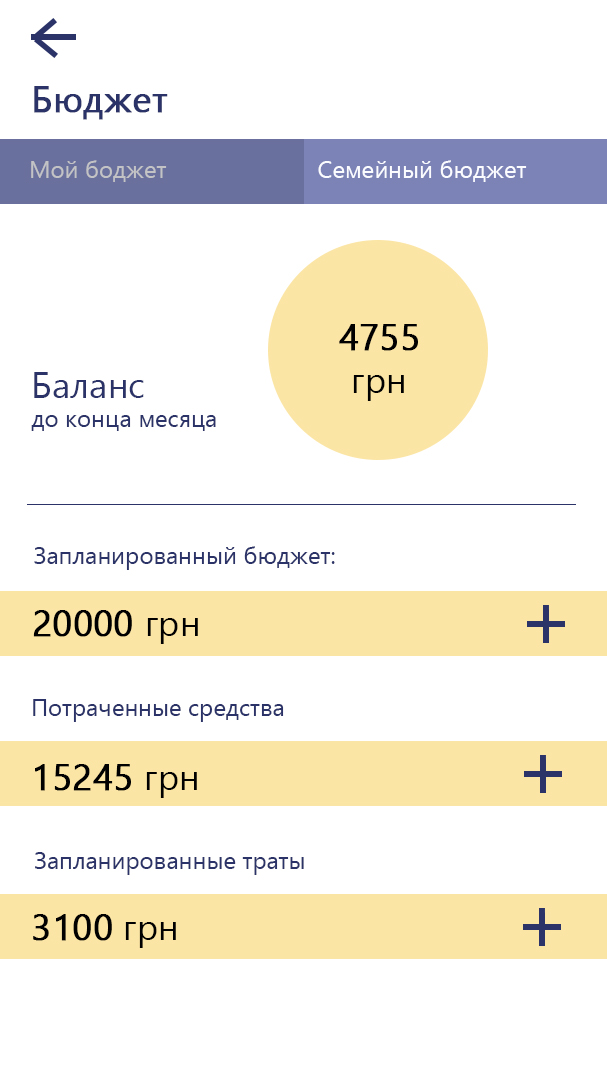 Бюджет
Мой боджет
Семейный бюджет
4755
грн
Баланс
до конца месяца
Запланированный бюджет:
20000 грн
Потраченные средства
15245 грн
Запланированные траты
3100 грн